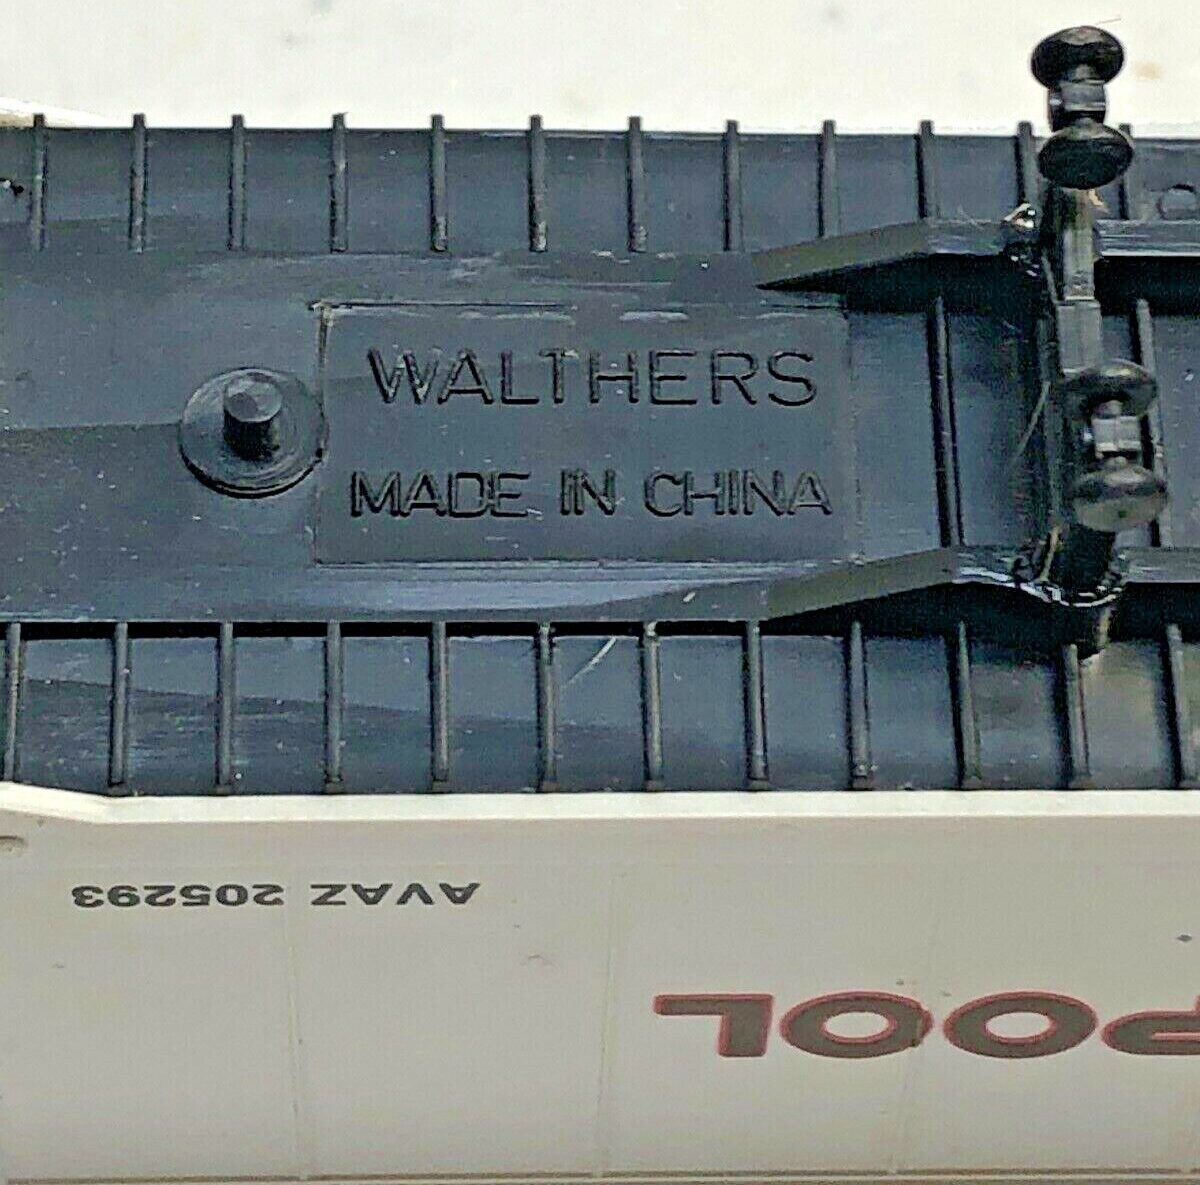 WALTHERS
MADE IN CHINA
AVAZ 205293
POOL